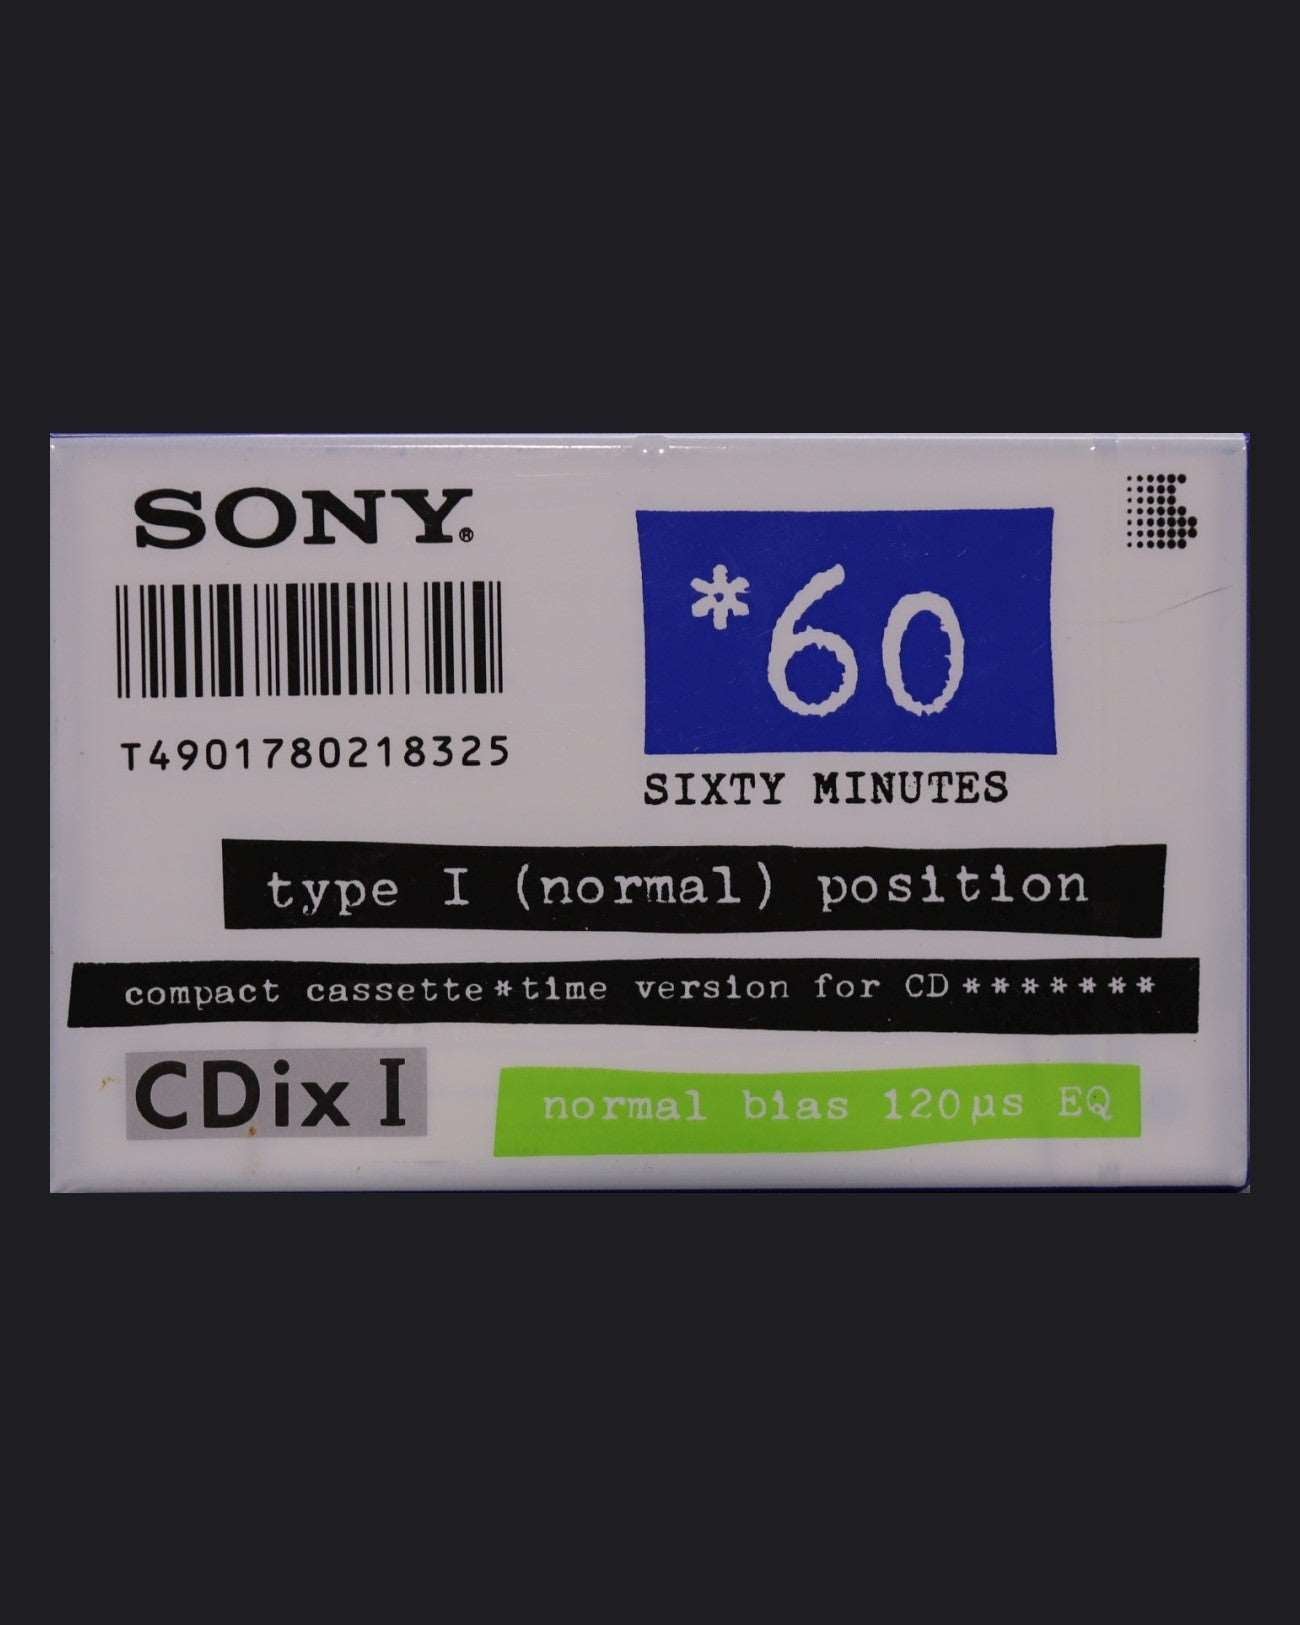 SONY®
T4901780218325
*60
SIXTY MINUTES
type I (normal) position
compact cassette*time version for CD*******
CDix I
normal bias 120µs EQ